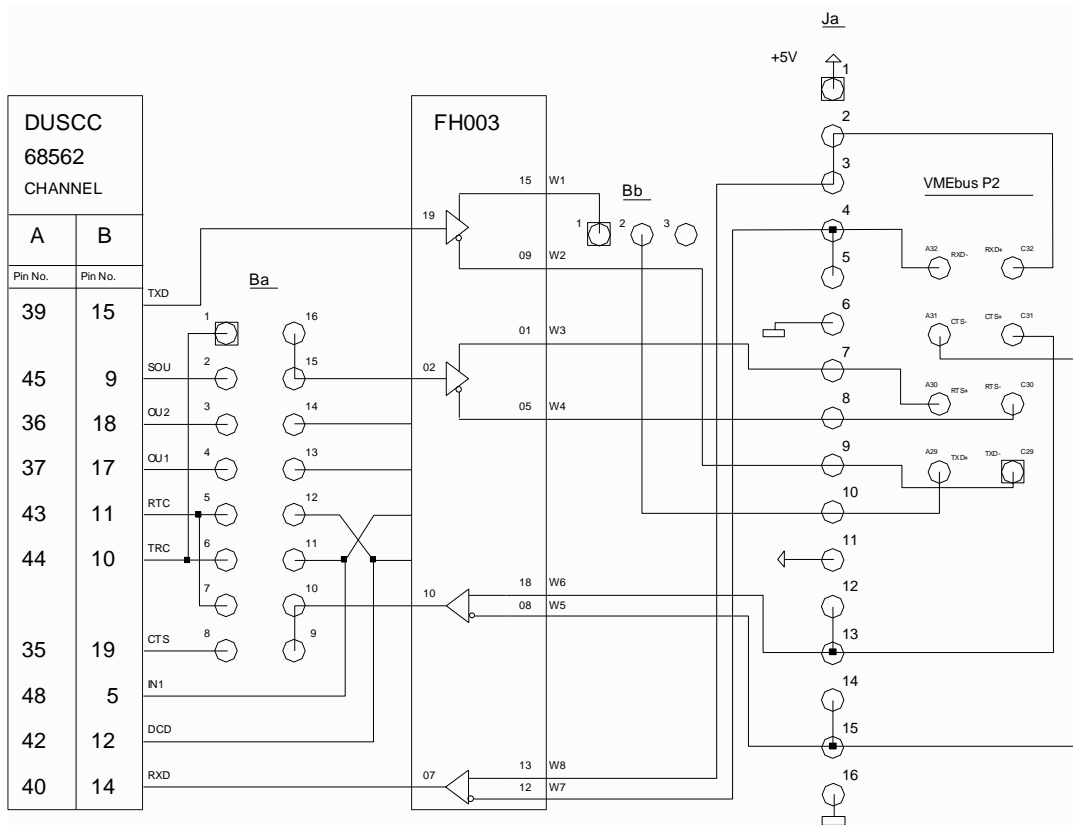 Ja
+5V
1
DUSCC
68562
CHANNEL
FH003
2
3
VMEbus P2
A B
Pin No. Pin No.
15 W1
Bb
1 2 3
19
4
09 W2
A32 RXD- RXD+ C32
5
Ba
39 15 TXD
1 16
01 W3
6
A31 CTS- CTS+ C31
45 9 SOU
2 15
02
7
A30 RTS+ RTS- C30
36 18 OU2
3 14
05 W4
8
37 17 OU1
4 13
9
A29 TXD+ TXD- C29
43 11 RTC
5 12
10
44 10 TRC
6 11
11
7 10
10
18 W6
08 W5
12
35 19 CTS
8 9
13
48 5 IN1
14
42 12 DCD
15
40 14 RXD
07
13 W8
12 W7
16